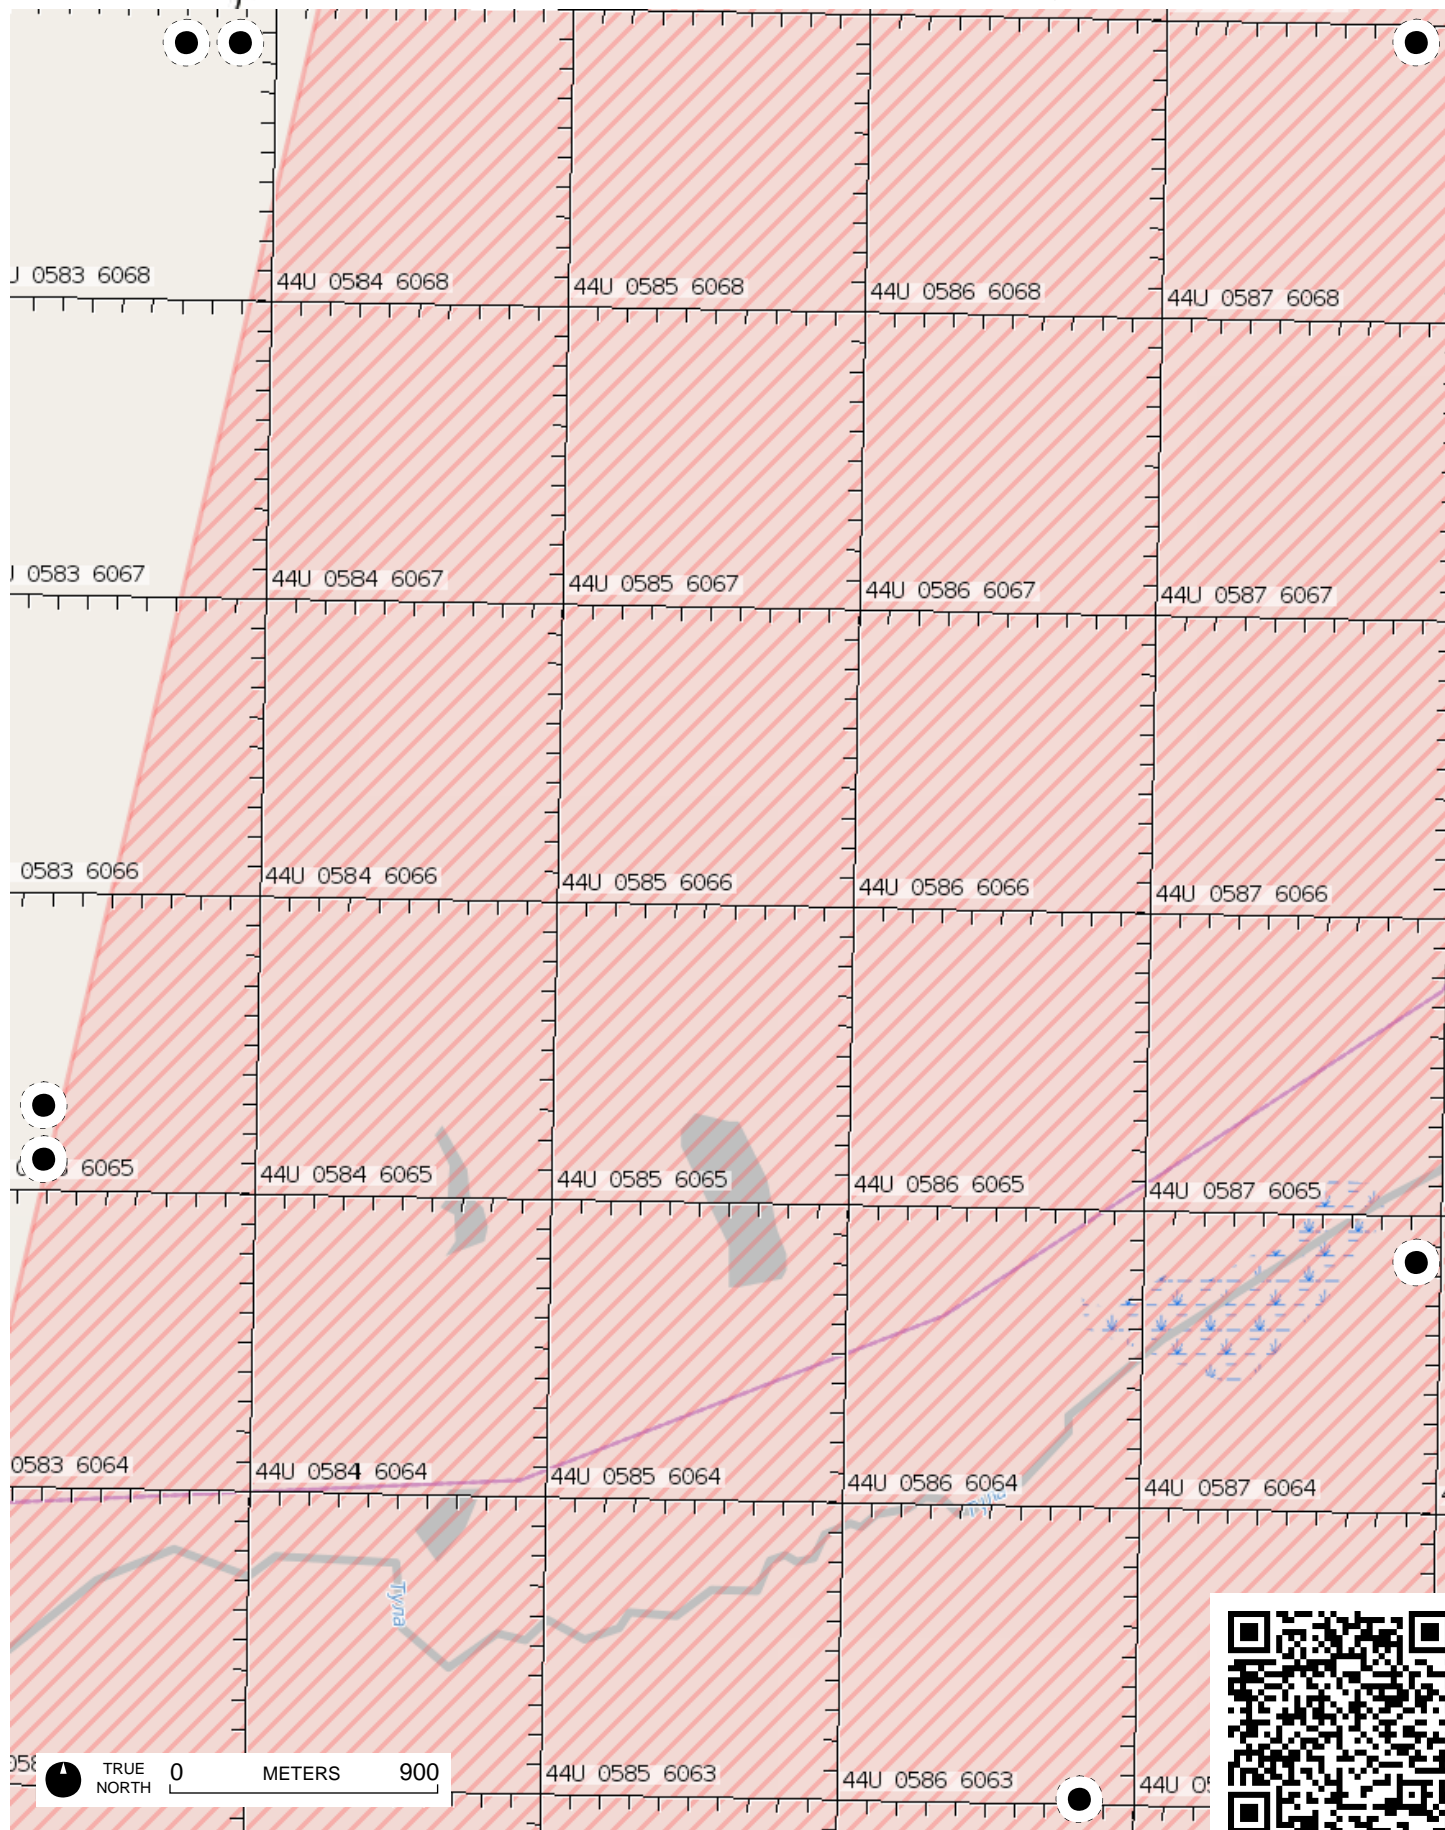 0583 6068
44U 0584 6068
44U 0585 6068
44U 0586 6068
44U 0587 6068
0583 6067
44U 0584 6067
44U 0585 6067
44U 0586 6067
44U 0587 6067
0583 6066
44U 0584 6066
44U 0585 6066
44U 0586 6066
44U 0587 6066
6065
44U 0584 6065
44U 0585 6065
44U 0586 6065
44U 0587 6065
0583 6064
44U 0584 6064
44U 0585 6064
44U 0586 6064
44U 0587 6064
Тула
44U 0585 6063
44U 0586 6063
44U
TRUE NORTH
0 METERS 900